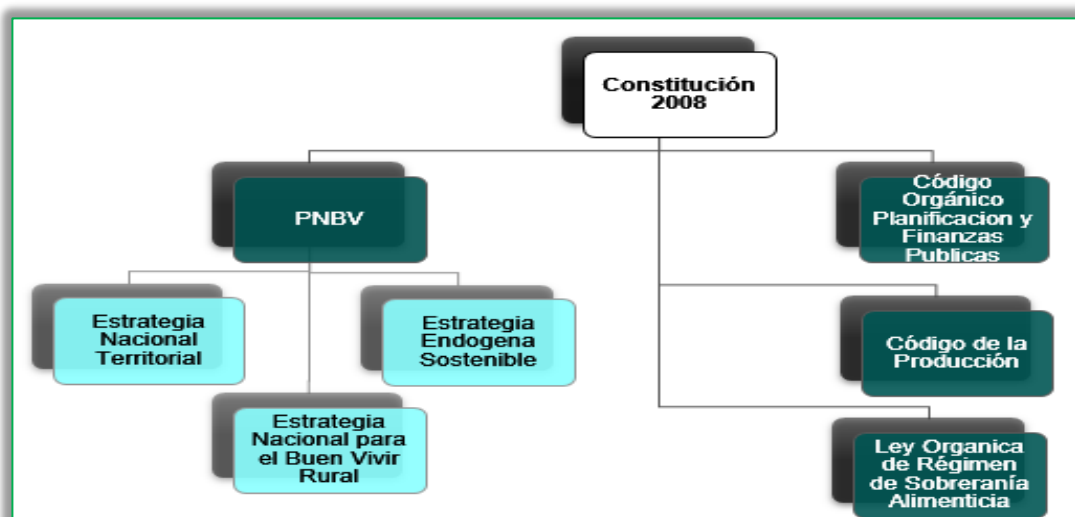 Constitución
2008
PNBV
Código
Orgánico
Planificacion y
Finanzas
Publicas
Estrategia
Nacional
Territorial
Estrategia
Endogena
Sostenible
Código de la
Producción
Estrategia
Nacional para
el Buen Vivir
Rural
Ley Organica
de Régimen
de Sobreranía
Alimenticia